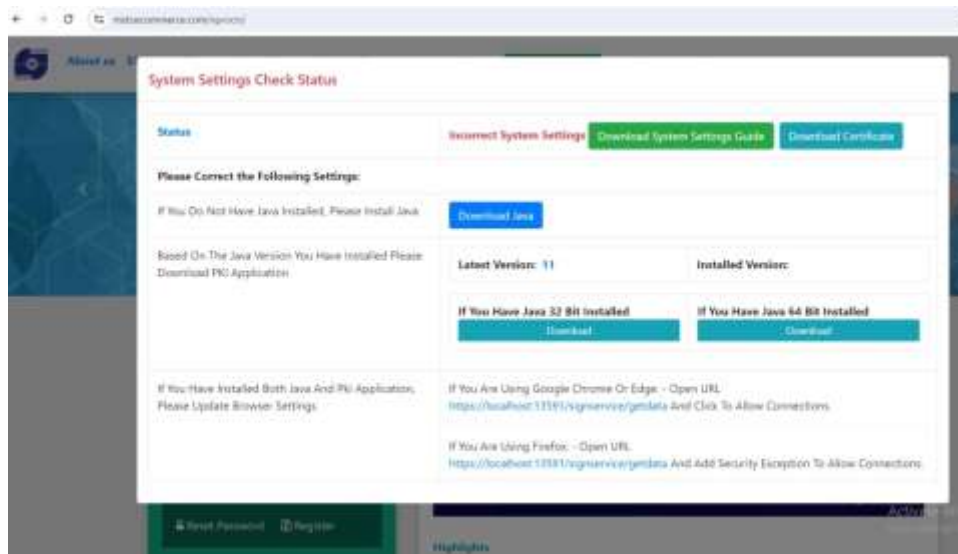 mstcecommerce.com/eprocn/
About us
System Settings Check Status
Status
Incorrect System Settings Download System Settings Guide Download Certificate
Please Correct the Following Settings:
If You Do Not Have Java Installed, Please Install Java
Download Java
Based On The Java Version You Have Installed Please
Download PKI Application
Latest Version: 11 Installed Version:
If You Have Java 32 Bit Installed If You Have Java 64 Bit Installed
Download Download
If You Have Installed Both Java And Pki Application,
Please Update Browser Settings
If You Are Using Google Chrome Or Edge: - Open URL
https://localhost:13591/signservice/getdata And Click To Allow Connections
If You Are Using Firefox: - Open URL
https://localhost:13591/signservice/getdata And Add Security Exception To Allow Connections
Reset Password Register
Highlights